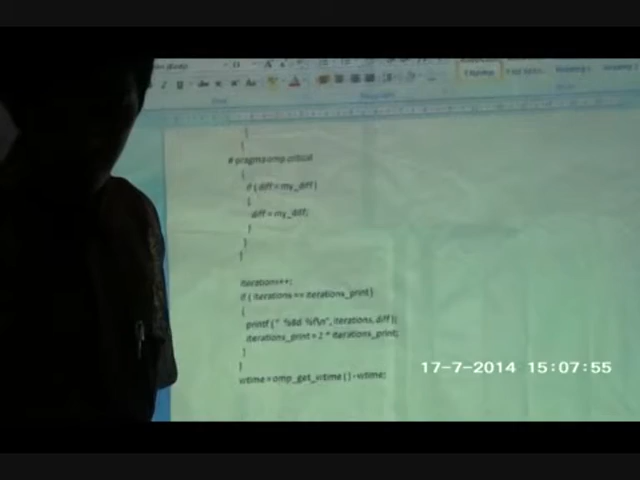 }
{
# pragma omp critical
{
if ( diff = my_diff )
{
diff = my_diff;
}
}
}
iterations++;
if ( iterations == iterations_print)
{
printf ( " %8d %f\n", iterations, diff );
iterations_print = 2 * iterations_print;
}
}
wtime = omp_get_wtime ( ) - wtime;
17-7-2014 15:07:55